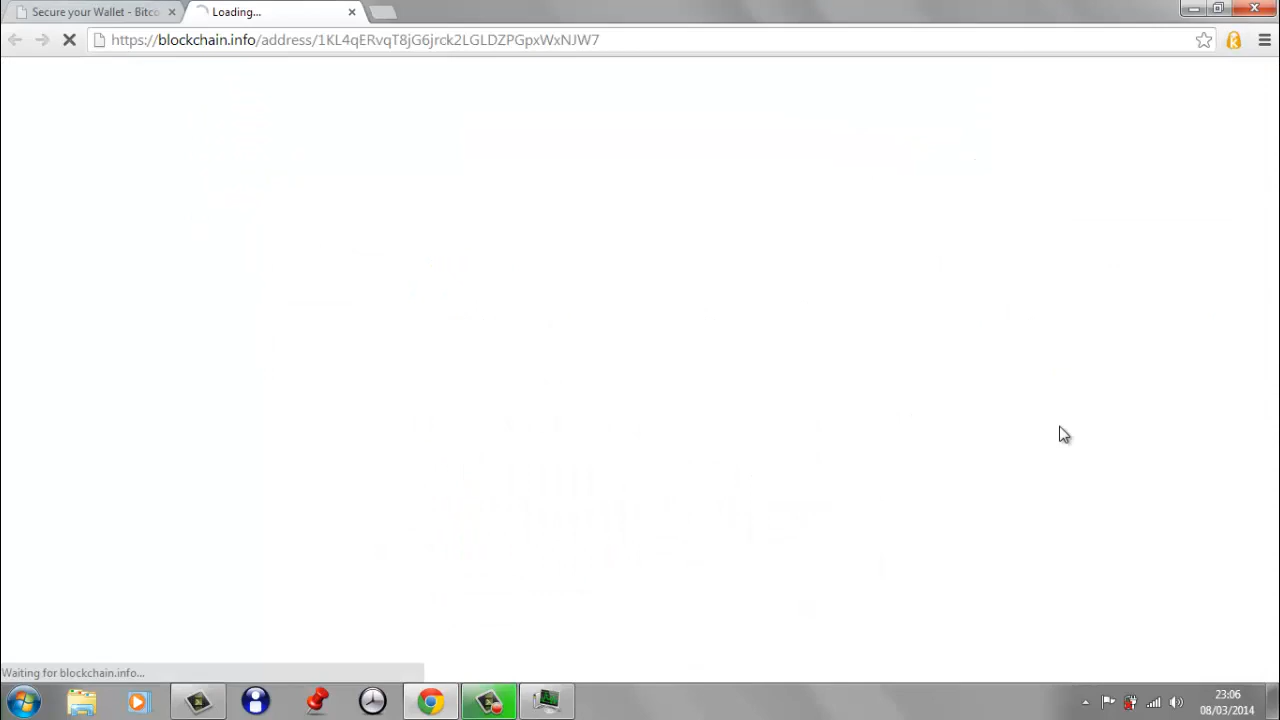 Secure your Wallet - Bitco
Loading...
https://blockchain.info/address/1KL4qERvqT8jG6jrck2LGLDZPGpxWxNJW7
Waiting for blockchain.info...
23:06
08/03/2014